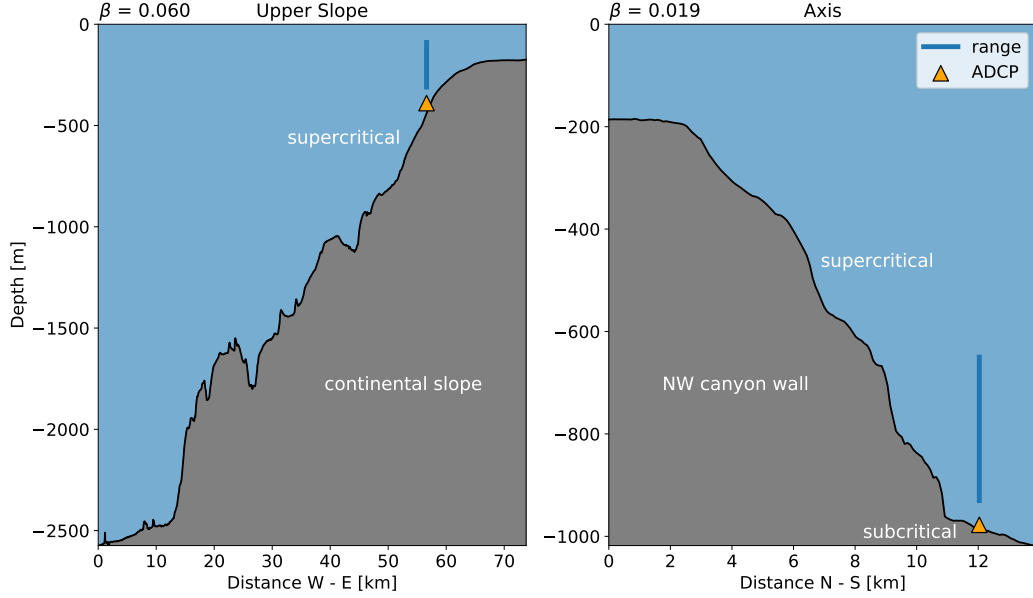 β = 0.060 Upper Slope
0
−500
−1000
−1500
−2000
−2500
Depth [m]
supercritical
continental slope
0 10 20 30 40 50 60 70
Distance W - E [km]
β = 0.019 Axis
range
ADCP
0
−200
−400
−600
−800
−1000
supercritical
NW canyon wall
subcritical
0 2 4 6 8 10 12
Distance N - S [km]